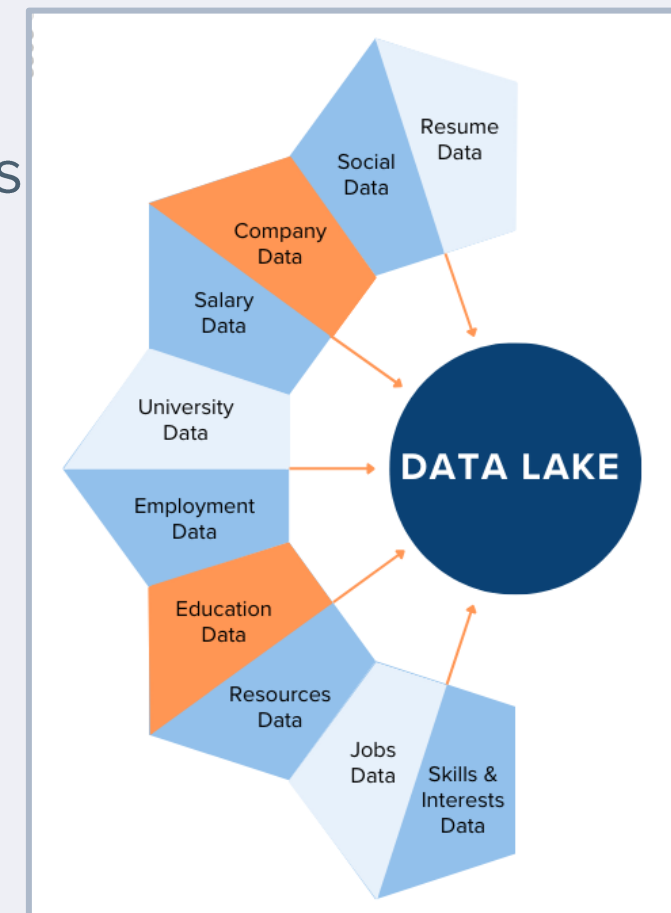 s
Resume
Data
Social
Data
Company
Data
Salary
Data
University
Data
Employment
Data
Education
Data
Resources
Data
Jobs
Data
Skills &
Interests
Data
DATA LAKE